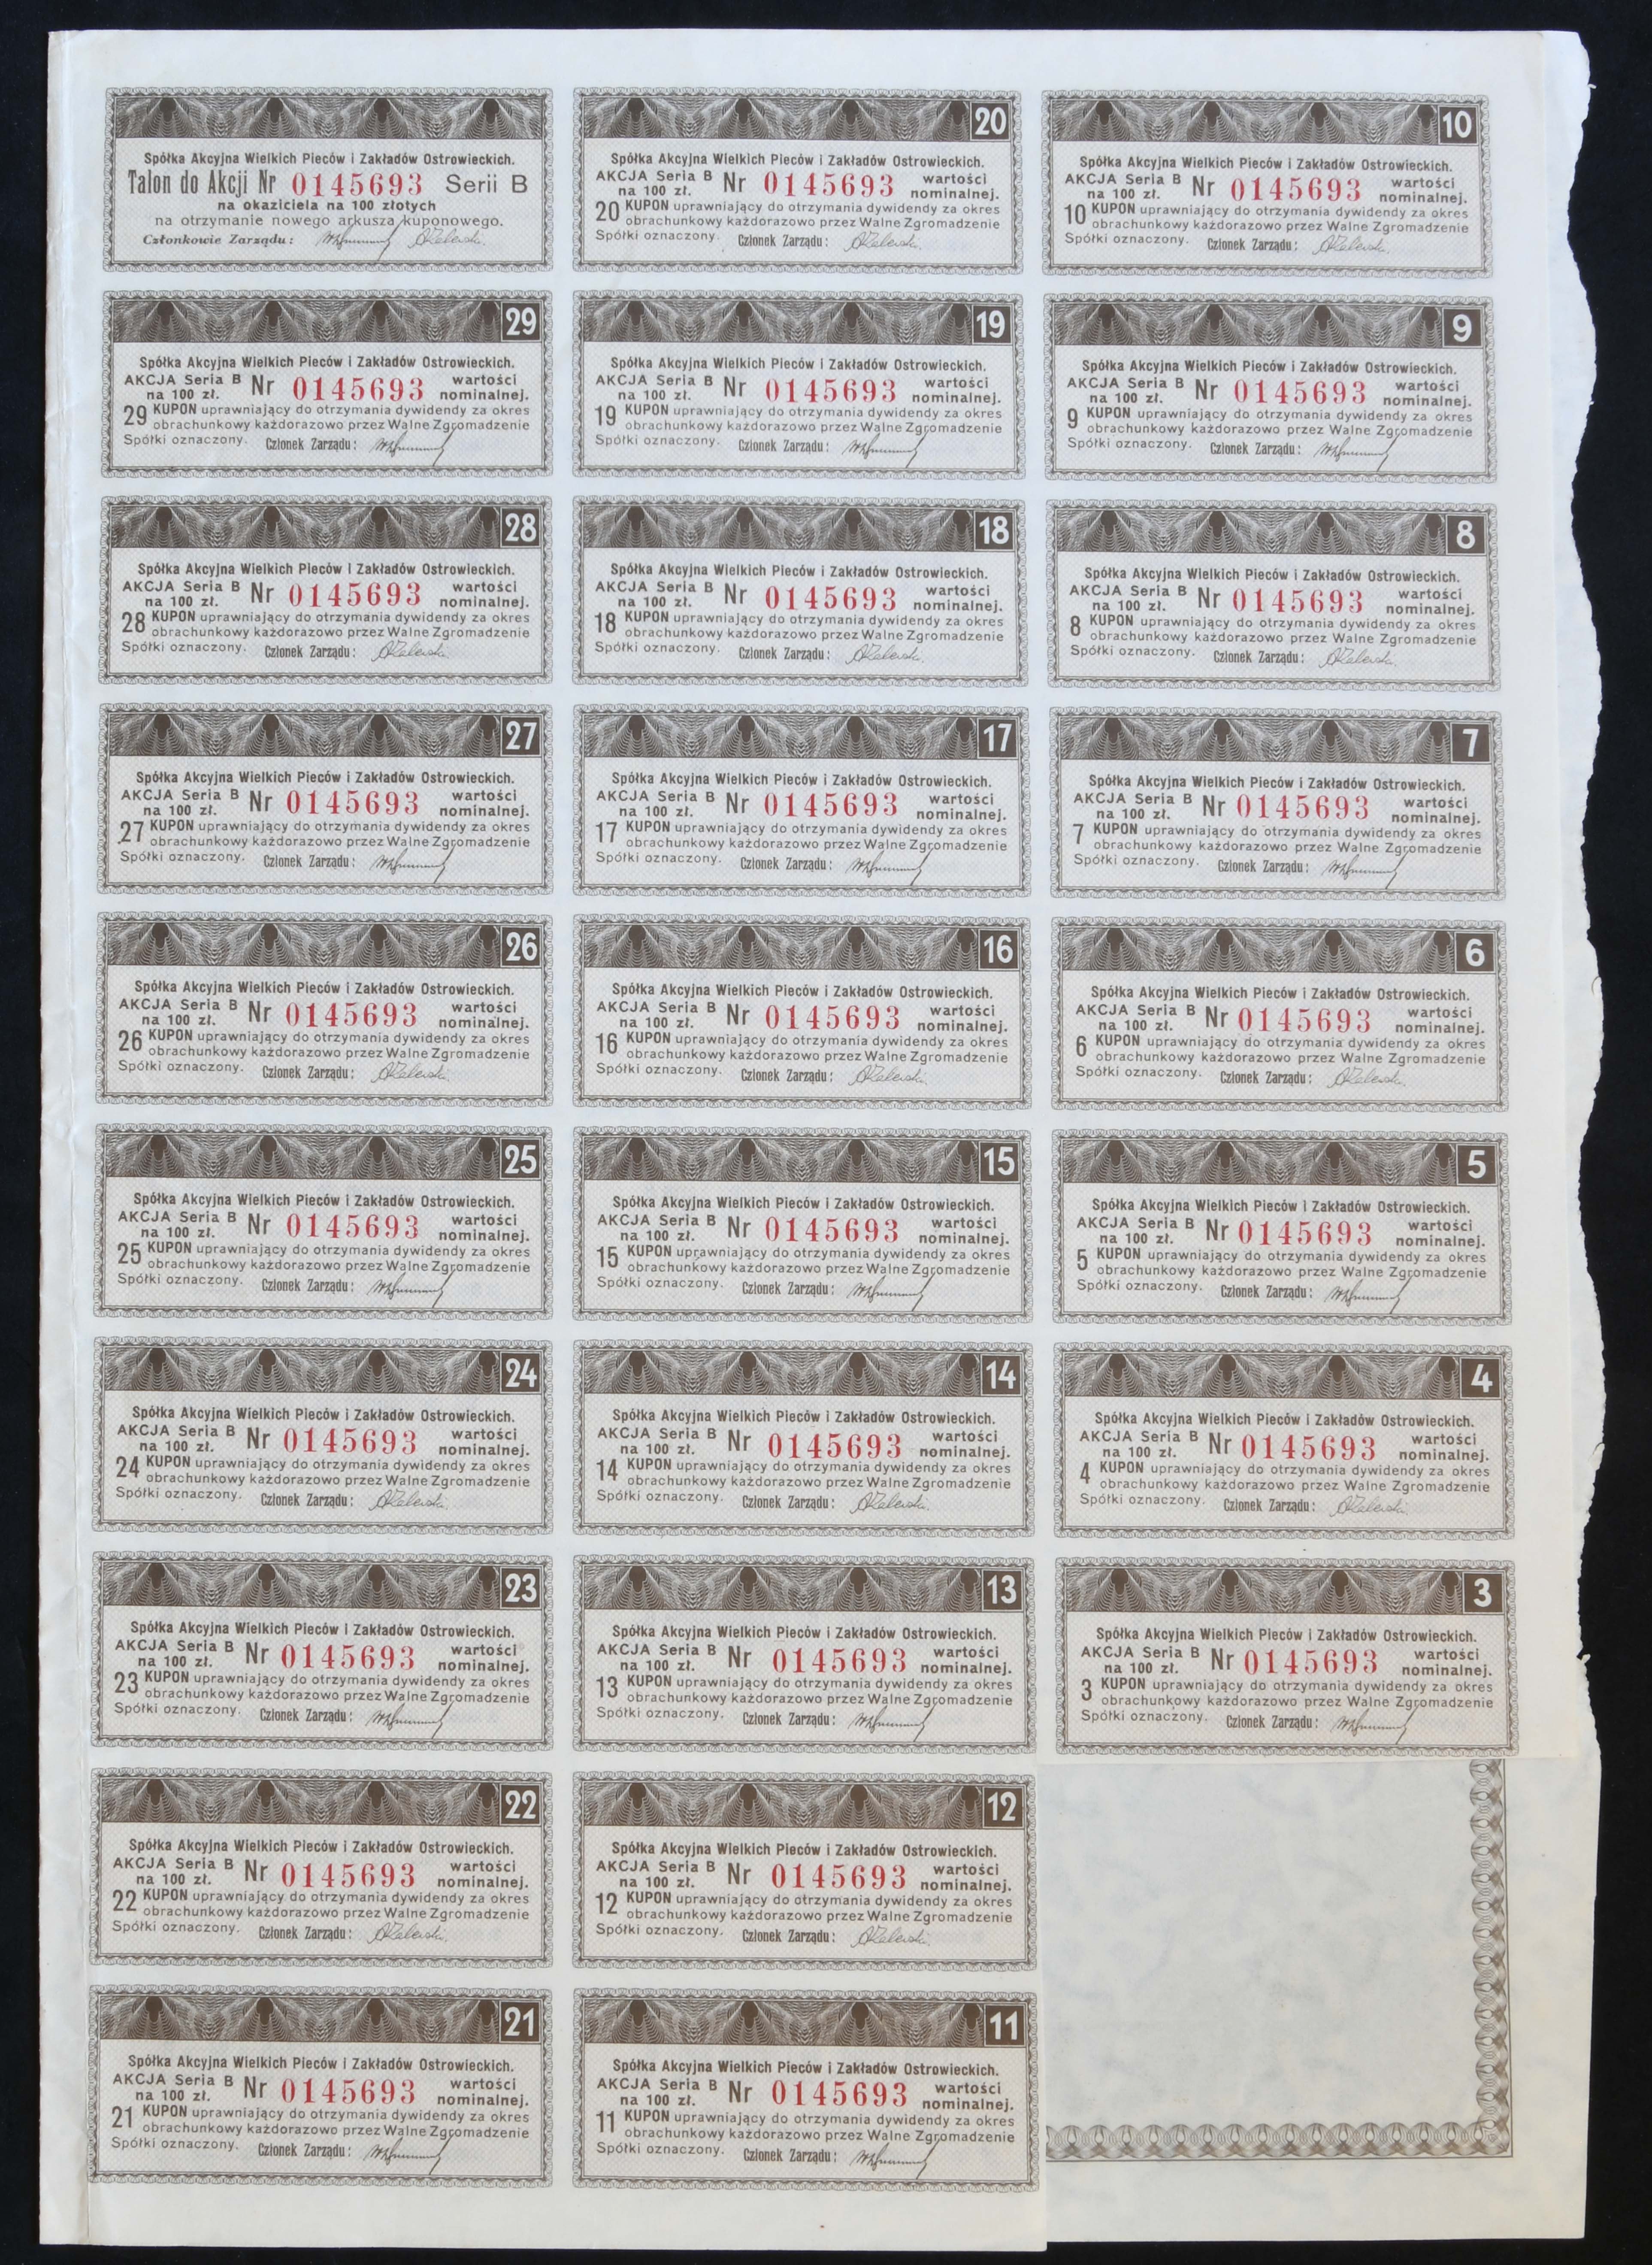 Spółka Akcyjna Wielkich Pieców i Zakładów Ostrowieckich.
Talon do Akcji Nr 0145693 Serii B
na okaziciela na 100 złotych
na otrzymanie nowego arkusza kuponowego.
Członkowie Zarządu:
29
Spółka Akcyjna Wielkich Pieców i Zakładów Ostrowieckich.
AKCJA Seria B Nr 0145693 wartości
na 100 zł. nominalnej.
29 KUPON uprawniający do otrzymania dywidendy za okres
obrachunkowy każdorazowo przez Walne Zgromadzenie
Spółki oznaczony. Członek Zarządu:
28
Spółka Akcyjna Wielkich Pieców i Zakładów Ostrowieckich.
AKCJA Seria B Nr 0145693 wartości
na 100 zł. nominalnej.
28 KUPON uprawniający do otrzymania dywidendy za okres
obrachunkowy każdorazowo przez Walne Zgromadzenie
Spółki oznaczony. Członek Zarządu:
27
Spółka Akcyjna Wielkich Pieców i Zakładów Ostrowieckich.
AKCJA Seria B Nr 0145693 wartości
na 100 zł. nominalnej.
27 KUPON uprawniający do otrzymania dywidendy za okres
obrachunkowy każdorazowo przez Walne Zgromadzenie
Spółki oznaczony. Członek Zarządu:
26
Spółka Akcyjna Wielkich Pieców i Zakładów Ostrowieckich.
AKCJA Seria B Nr 0145693 wartości
na 100 zł. nominalnej.
26 KUPON uprawniający do otrzymania dywidendy za okres
obrachunkowy każdorazowo przez Walne Zgromadzenie
Spółki oznaczony. Członek Zarządu:
25
Spółka Akcyjna Wielkich Pieców i Zakładów Ostrowieckich.
AKCJA Seria B Nr 0145693 wartości
na 100 zł. nominalnej.
25 KUPON uprawniający do otrzymania dywidendy za okres
obrachunkowy każdorazowo przez Walne Zgromadzenie
Spółki oznaczony. Członek Zarządu:
24
Spółka Akcyjna Wielkich Pieców i Zakładów Ostrowieckich.
AKCJA Seria B Nr 0145693 wartości
na 100 zł. nominalnej.
24 KUPON uprawniający do otrzymania dywidendy za okres
obrachunkowy każdorazowo przez Walne Zgromadzenie
Spółki oznaczony. Członek Zarządu:
23
Spółka Akcyjna Wielkich Pieców i Zakładów Ostrowieckich.
AKCJA Seria B Nr 0145693 wartości
na 100 zł. nominalnej.
23 KUPON uprawniający do otrzymania dywidendy za okres
obrachunkowy każdorazowo przez Walne Zgromadzenie
Spółki oznaczony. Członek Zarządu:
22
Spółka Akcyjna Wielkich Pieców i Zakładów Ostrowieckich.
AKCJA Seria B Nr 0145693 wartości
na 100 zł. nominalnej.
22 KUPON uprawniający do otrzymania dywidendy za okres
obrachunkowy każdorazowo przez Walne Zgromadzenie
Spółki oznaczony. Członek Zarządu:
21
Spółka Akcyjna Wielkich Pieców i Zakładów Ostrowieckich.
AKCJA Seria B Nr 0145693 wartości
na 100 zł. nominalnej.
21 KUPON uprawniający do otrzymania dywidendy za okres
obrachunkowy każdorazowo przez Walne Zgromadzenie
Spółki oznaczony. Członek Zarządu:
20
Spółka Akcyjna Wielkich Pieców i Zakładów Ostrowieckich.
AKCJA Seria B Nr 0145693 wartości
na 100 zł. nominalnej.
20 KUPON uprawniający do otrzymania dywidendy za okres
obrachunkowy każdorazowo przez Walne Zgromadzenie
Spółki oznaczony. Członek Zarządu:
19
Spółka Akcyjna Wielkich Pieców i Zakładów Ostrowieckich.
AKCJA Seria B Nr 0145693 wartości
na 100 zł. nominalnej.
19 KUPON uprawniający do otrzymania dywidendy za okres
obrachunkowy każdorazowo przez Walne Zgromadzenie
Spółki oznaczony. Członek Zarządu:
18
Spółka Akcyjna Wielkich Pieców i Zakładów Ostrowieckich.
AKCJA Seria B Nr 0145693 wartości
na 100 zł. nominalnej.
18 KUPON uprawniający do otrzymania dywidendy za okres
obrachunkowy każdorazowo przez Walne Zgromadzenie
Spółki oznaczony. Członek Zarządu:
17
Spółka Akcyjna Wielkich Pieców i Zakładów Ostrowieckich.
AKCJA Seria B Nr 0145693 wartości
na 100 zł. nominalnej.
17 KUPON uprawniający do otrzymania dywidendy za okres
obrachunkowy każdorazowo przez Walne Zgromadzenie
Spółki oznaczony. Członek Zarządu:
16
Spółka Akcyjna Wielkich Pieców i Zakładów Ostrowieckich.
AKCJA Seria B Nr 0145693 wartości
na 100 zł. nominalnej.
16 KUPON uprawniający do otrzymania dywidendy za okres
obrachunkowy każdorazowo przez Walne Zgromadzenie
Spółki oznaczony. Członek Zarządu:
15
Spółka Akcyjna Wielkich Pieców i Zakładów Ostrowieckich.
AKCJA Seria B Nr 0145693 wartości
na 100 zł. nominalnej.
15 KUPON uprawniający do otrzymania dywidendy za okres
obrachunkowy każdorazowo przez Walne Zgromadzenie
Spółki oznaczony. Członek Zarządu:
14
Spółka Akcyjna Wielkich Pieców i Zakładów Ostrowieckich.
AKCJA Seria B Nr 0145693 wartości
na 100 zł. nominalnej.
14 KUPON uprawniający do otrzymania dywidendy za okres
obrachunkowy każdorazowo przez Walne Zgromadzenie
Spółki oznaczony. Członek Zarządu:
13
Spółka Akcyjna Wielkich Pieców i Zakładów Ostrowieckich.
AKCJA Seria B Nr 0145693 wartości
na 100 zł. nominalnej.
13 KUPON uprawniający do otrzymania dywidendy za okres
obrachunkowy każdorazowo przez Walne Zgromadzenie
Spółki oznaczony. Członek Zarządu:
12
Spółka Akcyjna Wielkich Pieców i Zakładów Ostrowieckich.
AKCJA Seria B Nr 0145693 wartości
na 100 zł. nominalnej.
12 KUPON uprawniający do otrzymania dywidendy za okres
obrachunkowy każdorazowo przez Walne Zgromadzenie
Spółki oznaczony. Członek Zarządu:
11
Spółka Akcyjna Wielkich Pieców i Zakładów Ostrowieckich.
AKCJA Seria B Nr 0145693 wartości
na 100 zł. nominalnej.
11 KUPON uprawniający do otrzymania dywidendy za okres
obrachunkowy każdorazowo przez Walne Zgromadzenie
Spółki oznaczony. Członek Zarządu:
10
Spółka Akcyjna Wielkich Pieców i Zakładów Ostrowieckich.
AKCJA Seria B Nr 0145693 wartości
na 100 zł. nominalnej.
10 KUPON uprawniający do otrzymania dywidendy za okres
obrachunkowy każdorazowo przez Walne Zgromadzenie
Spółki oznaczony. Członek Zarządu:
9
Spółka Akcyjna Wielkich Pieców i Zakładów Ostrowieckich.
AKCJA Seria B Nr 0145693 wartości
na 100 zł. nominalnej.
9 KUPON uprawniający do otrzymania dywidendy za okres
obrachunkowy każdorazowo przez Walne Zgromadzenie
Spółki oznaczony. Członek Zarządu:
8
Spółka Akcyjna Wielkich Pieców i Zakładów Ostrowieckich.
AKCJA Seria B Nr 0145693 wartości
na 100 zł. nominalnej.
8 KUPON uprawniający do otrzymania dywidendy za okres
obrachunkowy każdorazowo przez Walne Zgromadzenie
Spółki oznaczony. Członek Zarządu:
7
Spółka Akcyjna Wielkich Pieców i Zakładów Ostrowieckich.
AKCJA Seria B Nr 0145693 wartości
na 100 zł. nominalnej.
7 KUPON uprawniający do otrzymania dywidendy za okres
obrachunkowy każdorazowo przez Walne Zgromadzenie
Spółki oznaczony. Członek Zarządu:
6
Spółka Akcyjna Wielkich Pieców i Zakładów Ostrowieckich.
AKCJA Seria B Nr 0145693 wartości
na 100 zł. nominalnej.
6 KUPON uprawniający do otrzymania dywidendy za okres
obrachunkowy każdorazowo przez Walne Zgromadzenie
Spółki oznaczony. Członek Zarządu:
5
Spółka Akcyjna Wielkich Pieców i Zakładów Ostrowieckich.
AKCJA Seria B Nr 0145693 wartości
na 100 zł. nominalnej.
5 KUPON uprawniający do otrzymania dywidendy za okres
obrachunkowy każdorazowo przez Walne Zgromadzenie
Spółki oznaczony. Członek Zarządu:
4
Spółka Akcyjna Wielkich Pieców i Zakładów Ostrowieckich.
AKCJA Seria B Nr 0145693 wartości
na 100 zł. nominalnej.
4 KUPON uprawniający do otrzymania dywidendy za okres
obrachunkowy każdorazowo przez Walne Zgromadzenie
Spółki oznaczony. Członek Zarządu:
3
Spółka Akcyjna Wielkich Pieców i Zakładów Ostrowieckich.
AKCJA Seria B Nr 0145693 wartości
na 100 zł. nominalnej.
3 KUPON uprawniający do otrzymania dywidendy za okres
obrachunkowy każdorazowo przez Walne Zgromadzenie
Spółki oznaczony. Członek Zarządu: